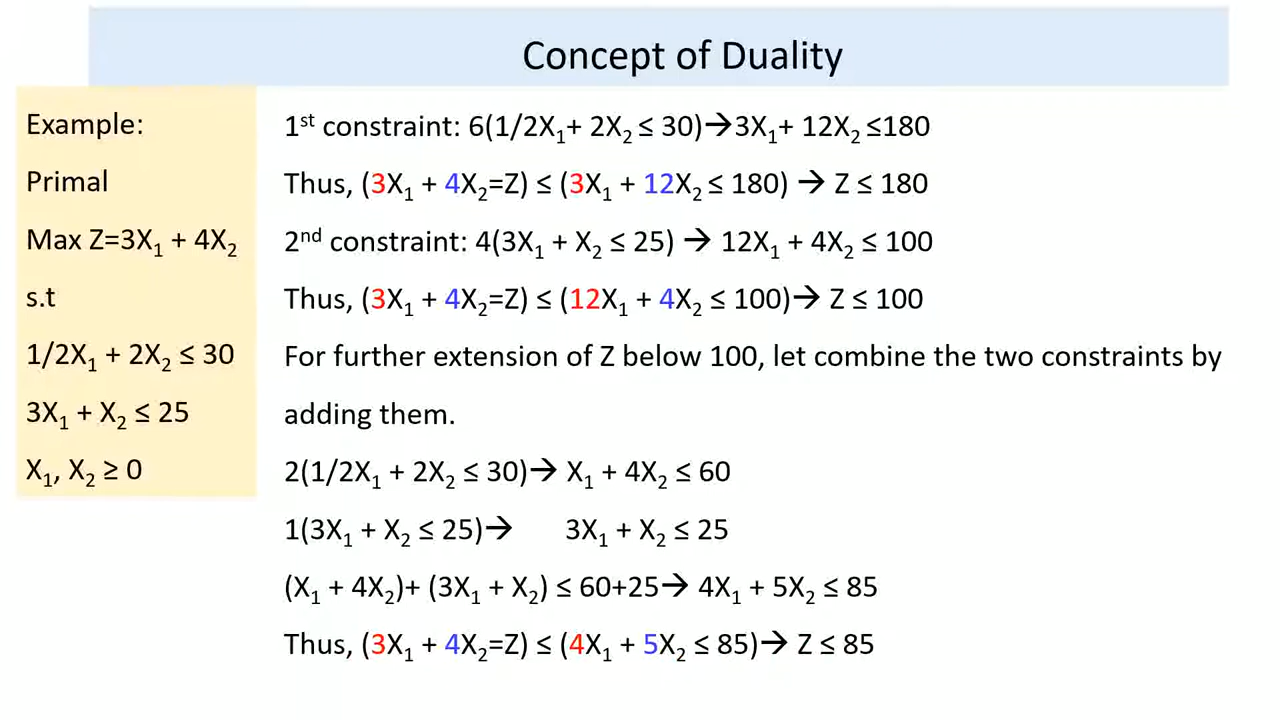 Concept of Duality
Example:
Primal
Max Z=3X₁ + 4X₂
s.t
1/2X₁ + 2X₂ ≤ 30
3X₁ + X₂ ≤ 25
X₁, X₂ ≥ 0
1ˢᵗ constraint: 6(1/2X₁+ 2X₂ ≤ 30)→3X₁+ 12X₂ ≤180
Thus, (3X₁ + 4X₂=Z) ≤ (3X₁ + 12X₂ ≤ 180) → Z ≤ 180
2ⁿᵈ constraint: 4(3X₁ + X₂ ≤ 25) → 12X₁ + 4X₂ ≤ 100
Thus, (3X₁ + 4X₂=Z) ≤ (12X₁ + 4X₂ ≤ 100)→ Z ≤ 100
For further extension of Z below 100, let combine the two constraints by
adding them.
2(1/2X₁ + 2X₂ ≤ 30)→ X₁ + 4X₂ ≤ 60
1(3X₁ + X₂ ≤ 25)→ 3X₁ + X₂ ≤ 25
(X₁ + 4X₂)+ (3X₁ + X₂) ≤ 60+25→ 4X₁ + 5X₂ ≤ 85
Thus, (3X₁ + 4X₂=Z) ≤ (4X₁ + 5X₂ ≤ 85)→ Z ≤ 85